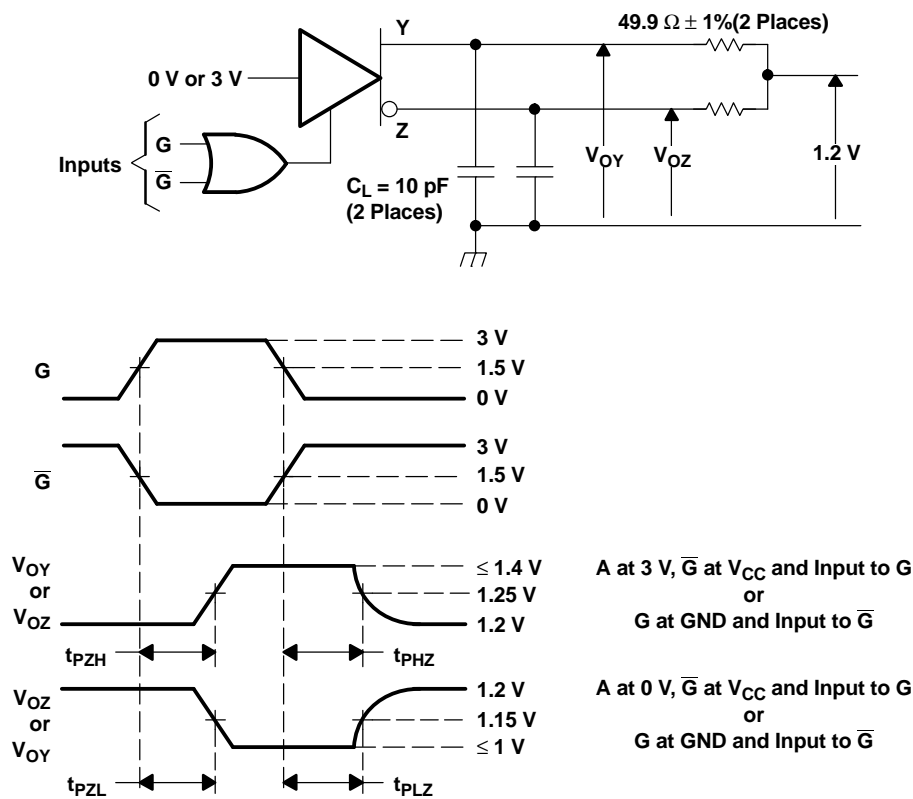 49.9 Ω ± 1%(2 Places)
Y
0 V or 3 V
Z
Inputs
G
G̅
C_L = 10 pF
(2 Places)
V_OY
V_OZ
1.2 V
G
3 V
1.5 V
0 V
G̅
3 V
1.5 V
0 V
V_OY
or
V_OZ
≤ 1.4 V
1.25 V
1.2 V
A at 3 V, G̅ at V_CC and Input to G
or
G at GND and Input to G̅
t_PZH
t_PHZ
V_OZ
or
V_OY
1.2 V
1.15 V
≤ 1 V
A at 0 V, G̅ at V_CC and Input to G
or
G at GND and Input to G̅
t_PZL
t_PLZ